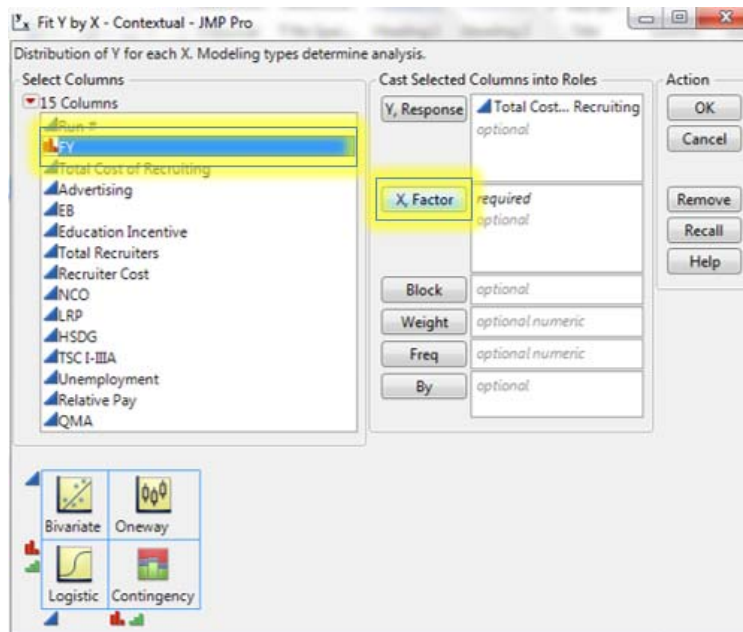 Fit Y by X - Contextual - JMP Pro
Distribution of Y for each X. Modeling types determine analysis.
Select Columns
15 Columns
Run #
FY
Total Cost of Recruiting
Advertising
EB
Education Incentive
Total Recruiters
Recruiter Cost
NCO
LRP
HSDG
TSC I-IIIA
Unemployment
Relative Pay
QMA
Cast Selected Columns into Roles
Y, Response
Total Cost... Recruiting
optional
X, Factor
required
optional
Block
optional
Weight
optional numeric
Freq
optional numeric
By
optional
Action
OK
Cancel
Remove
Recall
Help
Bivariate Oneway
Logistic Contingency